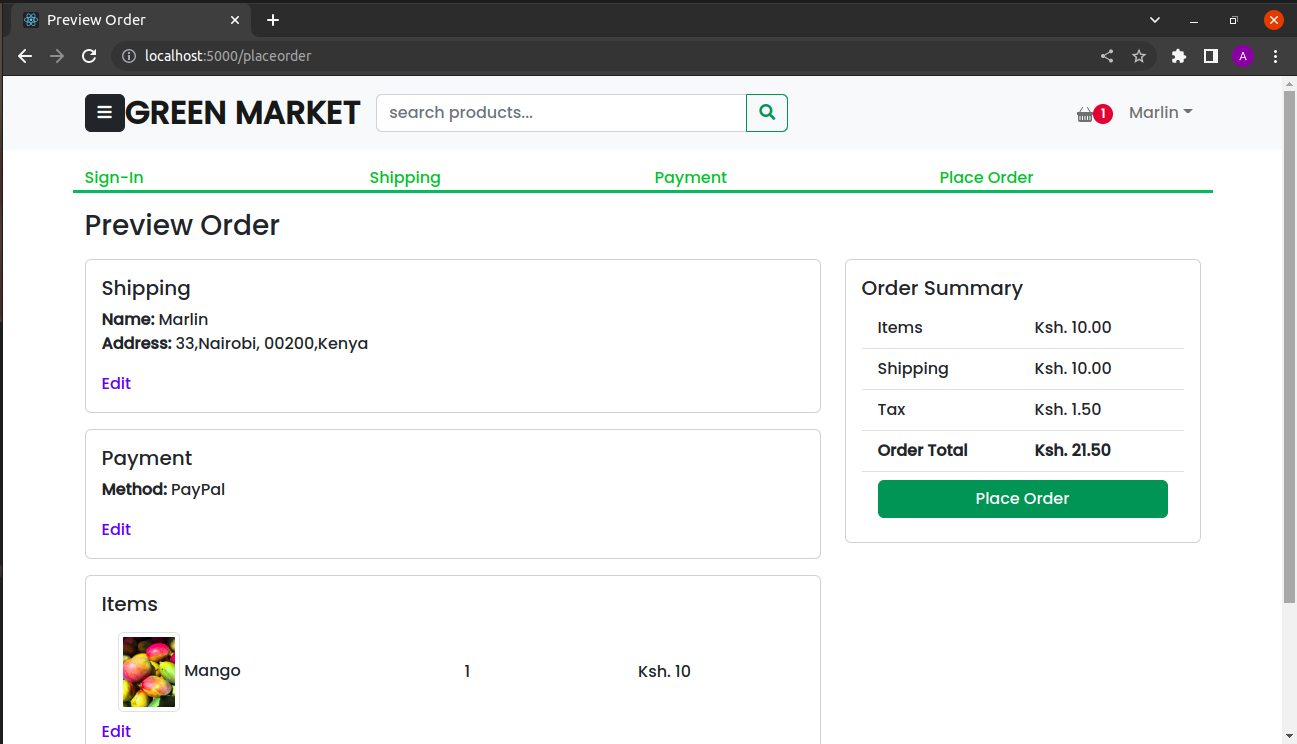 Preview Order
localhost:5000/placeorder
A
GREEN MARKET
search products...
1
Marlin
Sign-In Shipping Payment Place Order
Preview Order
Shipping
Name: Marlin
Address: 33,Nairobi, 00200,Kenya
Edit
Payment
Method: PayPal
Edit
Items
Mango 1 Ksh. 10
Edit
Order Summary
Items Ksh. 10.00
Shipping Ksh. 10.00
Tax Ksh. 1.50
Order Total Ksh. 21.50
Place Order